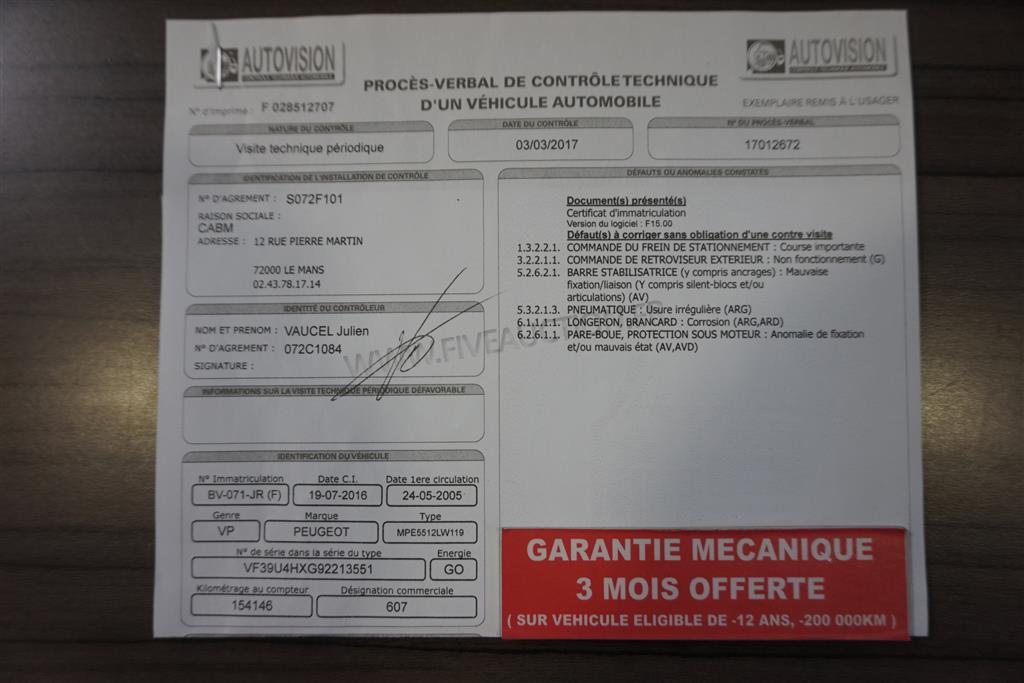 AUTOVISION
CONTRÔLE TECHNIQUE AUTOMOBILE
AUTOVISION
CONTRÔLE TECHNIQUE AUTOMOBILE
PROCÈS-VERBAL DE CONTRÔLE TECHNIQUE
D'UN VÉHICULE AUTOMOBILE
N° d'imprimé : F 028512707
EXEMPLAIRE REMIS À L'USAGER
NATURE DU CONTRÔLE
Visite technique périodique
DATE DU CONTRÔLE
03/03/2017
N° DU PROCÈS-VERBAL
17012672
IDENTIFICATION DE L'INSTALLATION DE CONTRÔLE
N° D'AGREMENT : S072F101
RAISON SOCIALE :
CABM
ADRESSE : 12 RUE PIERRE MARTIN
72000 LE MANS
02.43.78.17.14
IDENTITÉ DU CONTRÔLEUR
NOM ET PRENOM : VAUCEL Julien
N° D'AGREMENT : 072C1084
SIGNATURE :
INFORMATIONS SUR LA VISITE TECHNIQUE PÉRIODIQUE DÉFAVORABLE
IDENTIFICATION DU VÉHICULE
N° Immatriculation Date C.I. Date 1ere circulation
BV-071-JR (F) 19-07-2016 24-05-2005
Genre Marque Type
VP PEUGEOT MPE5512LW119
N° de série dans la série du type Energie
VF39U4HXG92213551 GO
Kilométrage au compteur Désignation commerciale
154146 607
DÉFAUTS OU ANOMALIES CONSTATÉS
Document(s) présenté(s)
Certificat d'immatriculation
Version du logiciel : F15.00
Défaut(s) à corriger sans obligation d'une contre visite
1.3.2.2.1. COMMANDE DU FREIN DE STATIONNEMENT : Course importante
3.2.2.1.1. COMMANDE DE RETROVISEUR EXTERIEUR : Non fonctionnement (G)
5.2.6.2.1. BARRE STABILISATRICE (y compris ancrages) : Mauvaise
fixation/liaison (Y compris silent-blocs et/ou
articulations) (AV)
5.3.2.1.3. PNEUMATIQUE : Usure irrégulière (ARG)
6.1.1.1.1. LONGERON, BRANCARD : Corrosion (ARG,ARD)
6.2.6.1.1. PARE-BOUE, PROTECTION SOUS MOTEUR : Anomalie de fixation
et/ou mauvais état (AV,AVD)
GARANTIE MECANIQUE
3 MOIS OFFERTE
( SUR VEHICULE ELIGIBLE DE -12 ANS, -200 000KM )